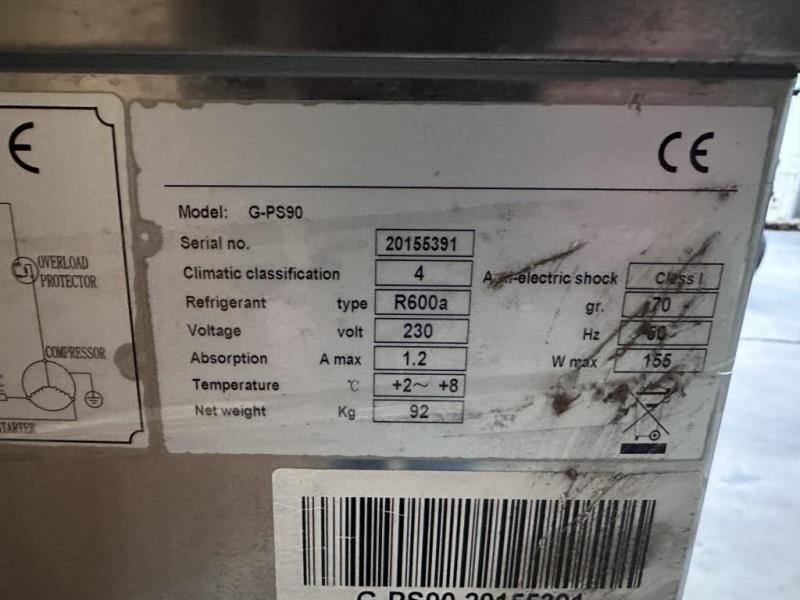 CE
CE
Model: G-PS90
Serial no. 20155391
Climatic classification 4 electric shock Class I
Refrigerant type R600a gr. 70
Voltage volt 230 Hz 50
Absorption A max 1.2 W max 155
Temperature ℃ +2~ +8
Net weight Kg 92
OVERLOAD
PROTECTOR
COMPRESSOR
STARTER
G-PS90 20155391